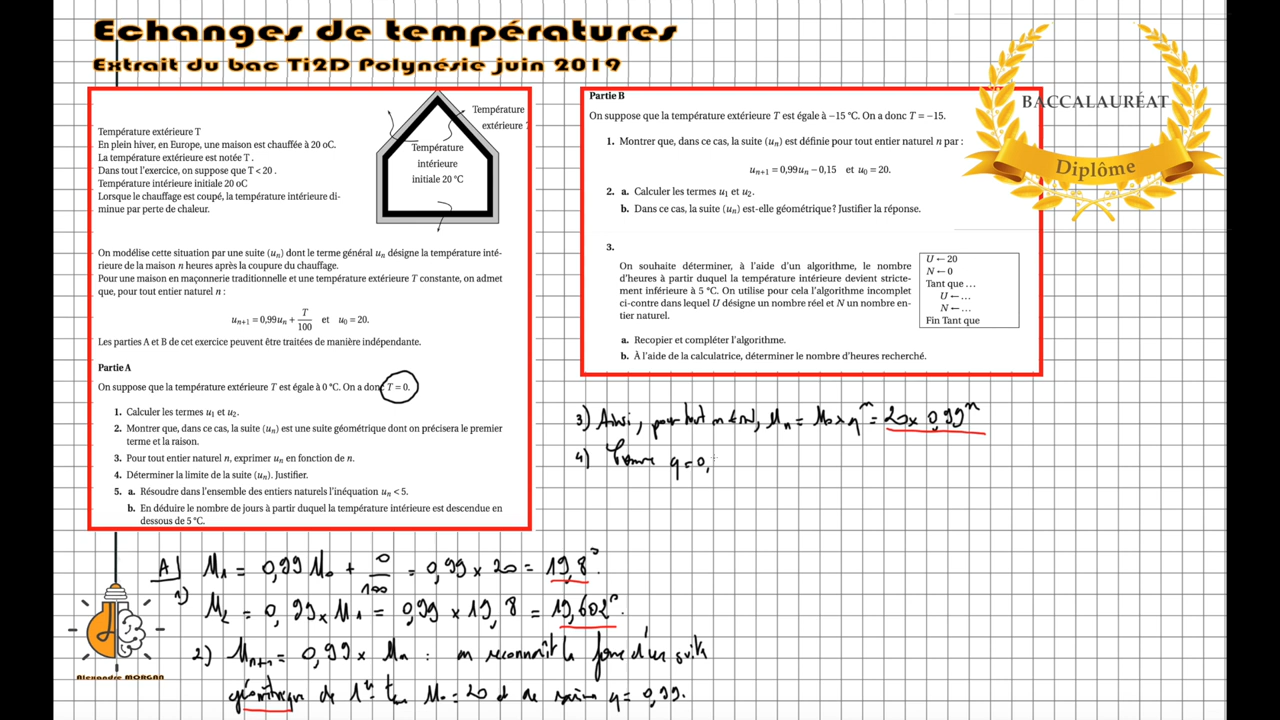 Echanges de températures
Extrait du bac Ti2D Polynésie juin 2019
Température extérieure T
En plein hiver, en Europe, une maison est chauffée à 20 oC.
La température extérieure est notée T .
Dans tout l'exercice, on suppose que T < 20 .
Température intérieure initiale 20 oC
Lorsque le chauffage est coupé, la température intérieure di-
minue par perte de chaleur.
Température
extérieure
Température
intérieure
initiale 20 °C
On modélise cette situation par une suite (un) dont le terme général un désigne la température inté-
rieure de la maison n heures après la coupure du chauffage.
Pour une maison en maçonnerie traditionnelle et une température extérieure T constante, on admet
que, pour tout entier naturel n :
un+1 = 0,99un + T/100 et u0 = 20.
Les parties A et B de cet exercice peuvent être traitées de manière indépendante.
Partie A
On suppose que la température extérieure T est égale à 0 °C. On a donc T = 0.
1. Calculer les termes u1 et u2.
2. Montrer que, dans ce cas, la suite (un) est une suite géométrique dont on précisera le premier
terme et la raison.
3. Pour tout entier naturel n, exprimer un en fonction de n.
4. Déterminer la limite de la suite (un). Justifier.
5. a. Résoudre dans l'ensemble des entiers naturels l'inéquation un < 5.
b. En déduire le nombre de jours à partir duquel la température intérieure est descendue en
dessous de 5 °C.
Partie B
On suppose que la température extérieure T est égale à −15 °C. On a donc T = −15.
1. Montrer que, dans ce cas, la suite (un) est définie pour tout entier naturel n par :
un+1 = 0,99un − 0,15 et u0 = 20.
2. a. Calculer les termes u1 et u2.
b. Dans ce cas, la suite (un) est-elle géométrique? Justifier la réponse.
3.
On souhaite déterminer, à l'aide d'un algorithme, le nombre
d'heures à partir duquel la température intérieure devient stricte-
ment inférieure à 5 °C. On utilise pour cela l'algorithme incomplet
ci-contre dans lequel U désigne un nombre réel et N un nombre en-
tier naturel.
U ← 20
N ← 0
Tant que ...
U ← ...
N ← ...
Fin Tant que
a. Recopier et compléter l'algorithme.
b. À l'aide de la calculatrice, déterminer le nombre d'heures recherché.
BACCALAURÉAT
Diplôme
3) Ainsi, pour tout n ∈ N, un = u0 × q^n = 20 × 0,99^n
4) Comme q = 0,
A) u1 = 0,99 u0 + 0/100 = 0,99 × 20 = 19,8°.
1)
u2 = 0,99 × u1 = 0,99 × 19,8 = 19,602°.
2) un+1 = 0,99 × un : on reconnaît la forme d'une suite
géométrique de 1er terme u0 = 20 et de raison q = 0,99.
Alexandre MORGAN